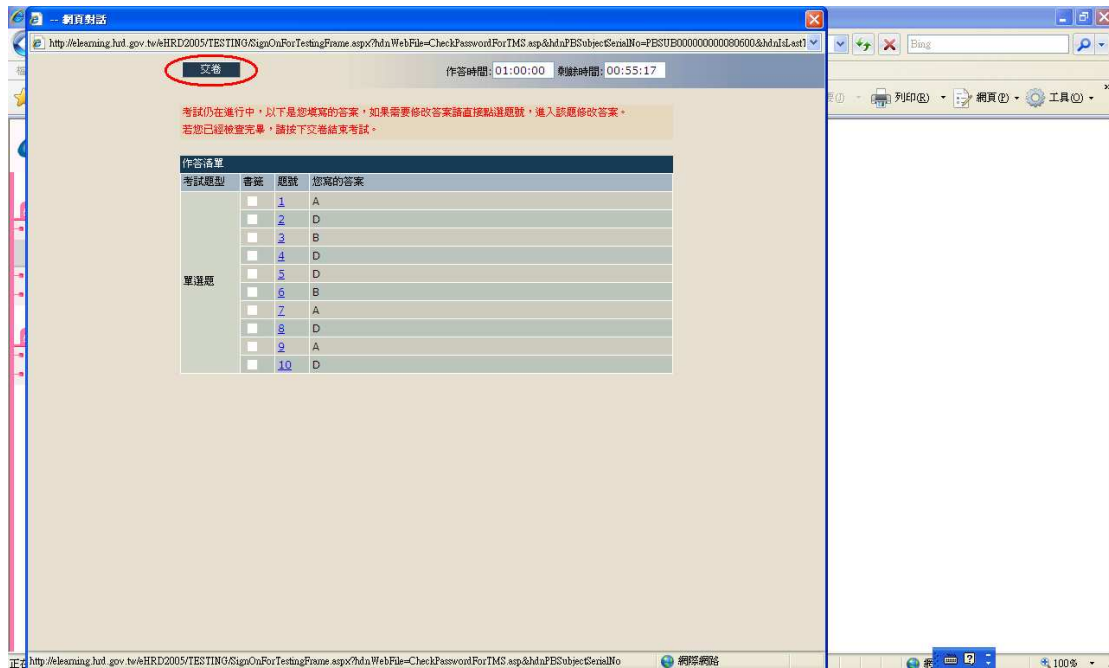 -- 網頁對話
http://elearning.hrd.gov.tw/eHRD2005/TESTING/SignOnForTestingFrame.aspx?hdnWebFile=CheckPasswordForTMS.asp&hdnPBSubjectSerialNo=PBSUB000000000080600&hdnIsLastT
Bing
交卷
作答時間: 01:00:00 剩餘時間: 00:55:17
列印(R) 網頁(P) 工具(O)
考試仍在進行中，以下是您填寫的答案，如果需要修改答案請直接點選題號，進入該題修改答案。
若您已經檢查完畢，請按下交卷結束考試。
作答清單
考試題型 書籤 題號 您寫的答案
1 A
2 D
3 B
4 D
5 D
單選題
6 B
7 A
8 D
9 A
10 D
http://elearning.hrd.gov.tw/eHRD2005/TESTING/SignOnForTestingFrame.aspx?hdnWebFile=CheckPasswordForTMS.asp&hdnPBSubjectSerialNo 網際網路
100%